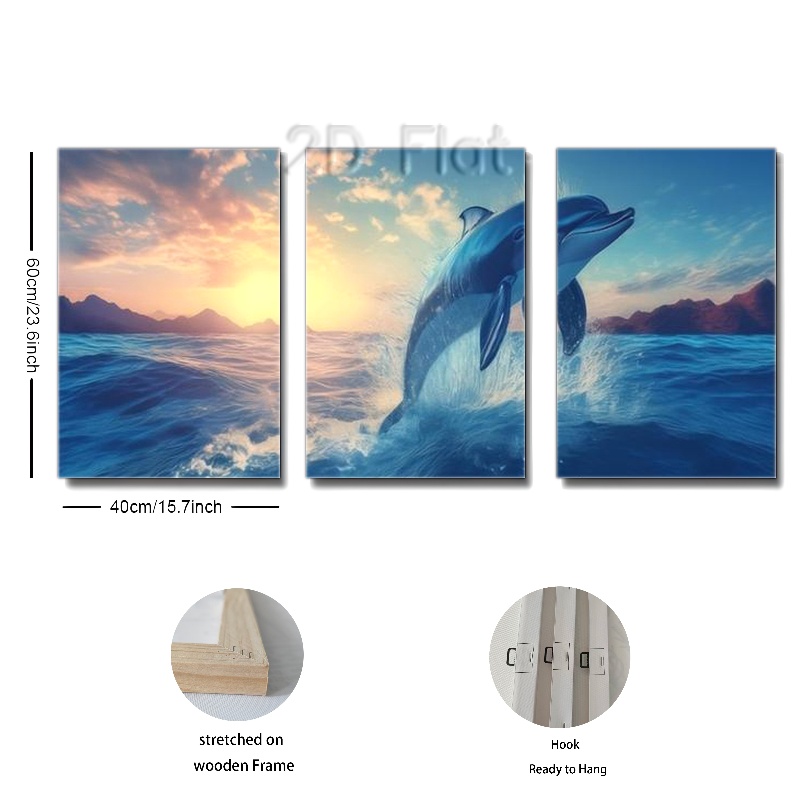 2D Flat
60cm/23.6inch
40cm/15.7inch
stretched on
wooden Frame
Hook
Ready to Hang